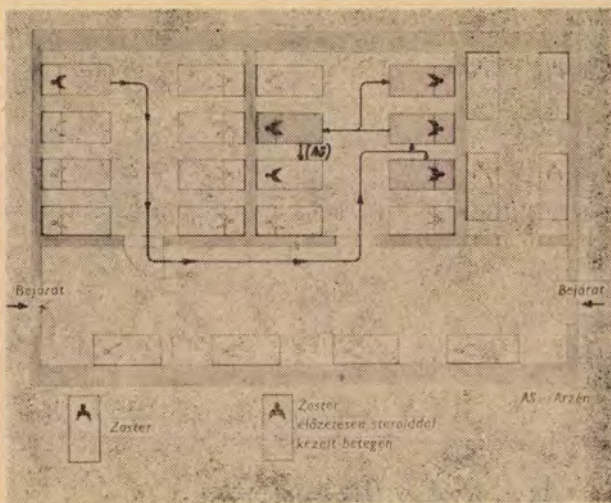 ↓(AS)
Bejárat
Bejárat
Zoster
Zoster
előzetesen steroiddal
kezelt betegen
AS Arzén